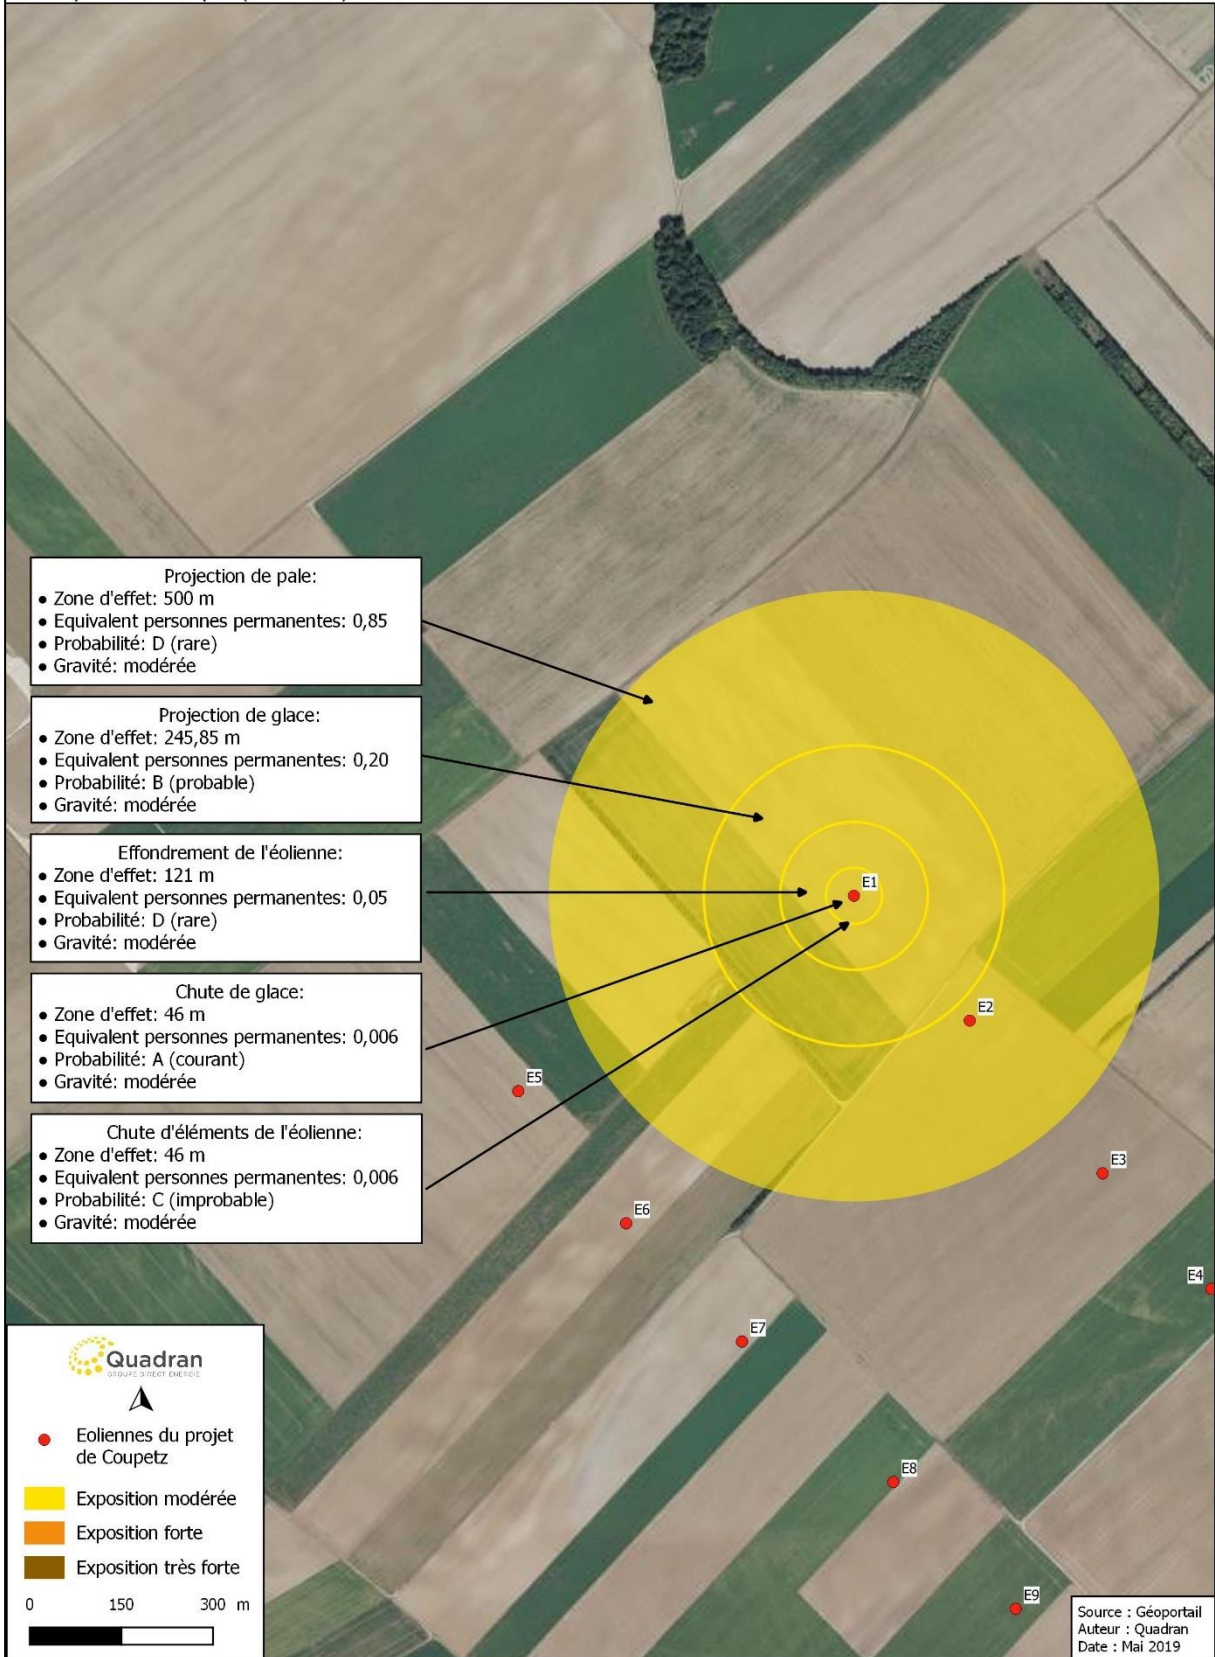 Projection de pale:
• Zone d'effet: 500 m
• Equivalent personnes permanentes: 0,85
• Probabilité: D (rare)
• Gravité: modérée
Projection de glace:
• Zone d'effet: 245,85 m
• Equivalent personnes permanentes: 0,20
• Probabilité: B (probable)
• Gravité: modérée
Effondrement de l'éolienne:
• Zone d'effet: 121 m
• Equivalent personnes permanentes: 0,05
• Probabilité: D (rare)
• Gravité: modérée
Chute de glace:
• Zone d'effet: 46 m
• Equivalent personnes permanentes: 0,006
• Probabilité: A (courant)
• Gravité: modérée
Chute d'éléments de l'éolienne:
• Zone d'effet: 46 m
• Equivalent personnes permanentes: 0,006
• Probabilité: C (improbable)
• Gravité: modérée
E1
E2
E5
E3
E6
E4
E7
E8
E9
Quadran
GROUPE DIRECT ENERGIE
Eoliennes du projet
de Coupetz
Exposition modérée
Exposition forte
Exposition très forte
0 150 300 m
Source : Géoportail
Auteur : Quadran
Date : Mai 2019